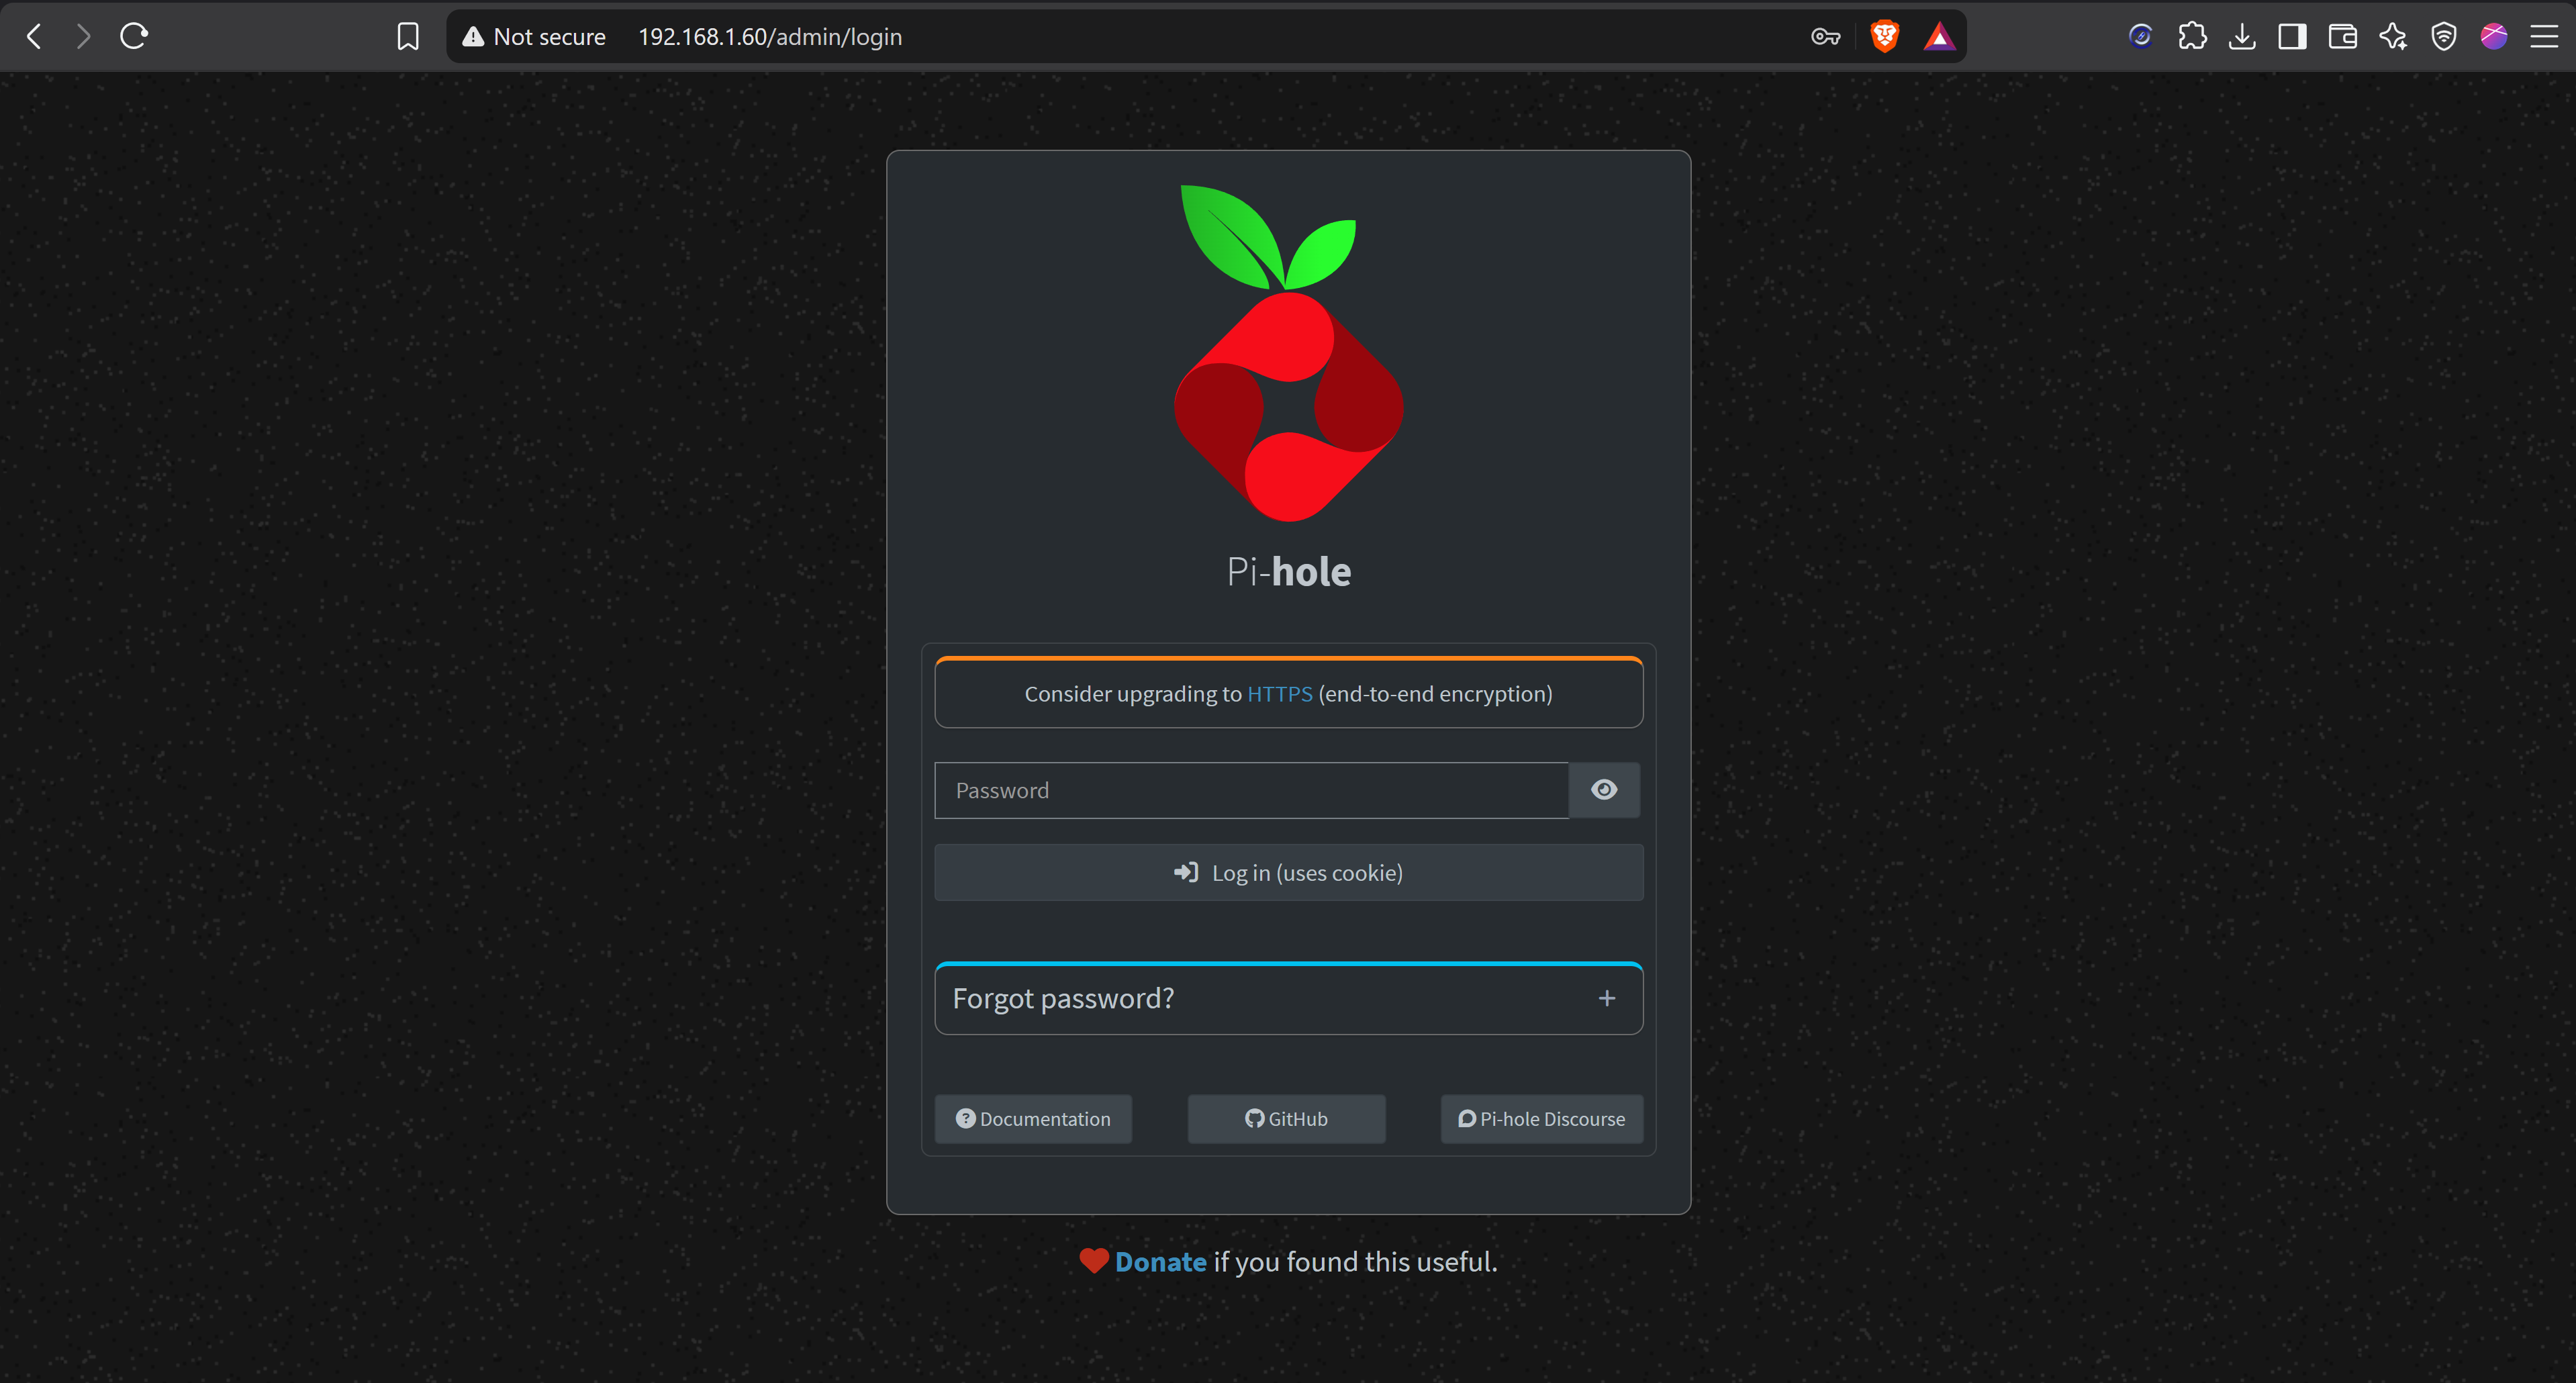 Not secure 192.168.1.60/admin/login
Pi-hole
Consider upgrading to HTTPS (end-to-end encryption)
Password
Log in (uses cookie)
Forgot password? +
Documentation GitHub Pi-hole Discourse
Donate if you found this useful.